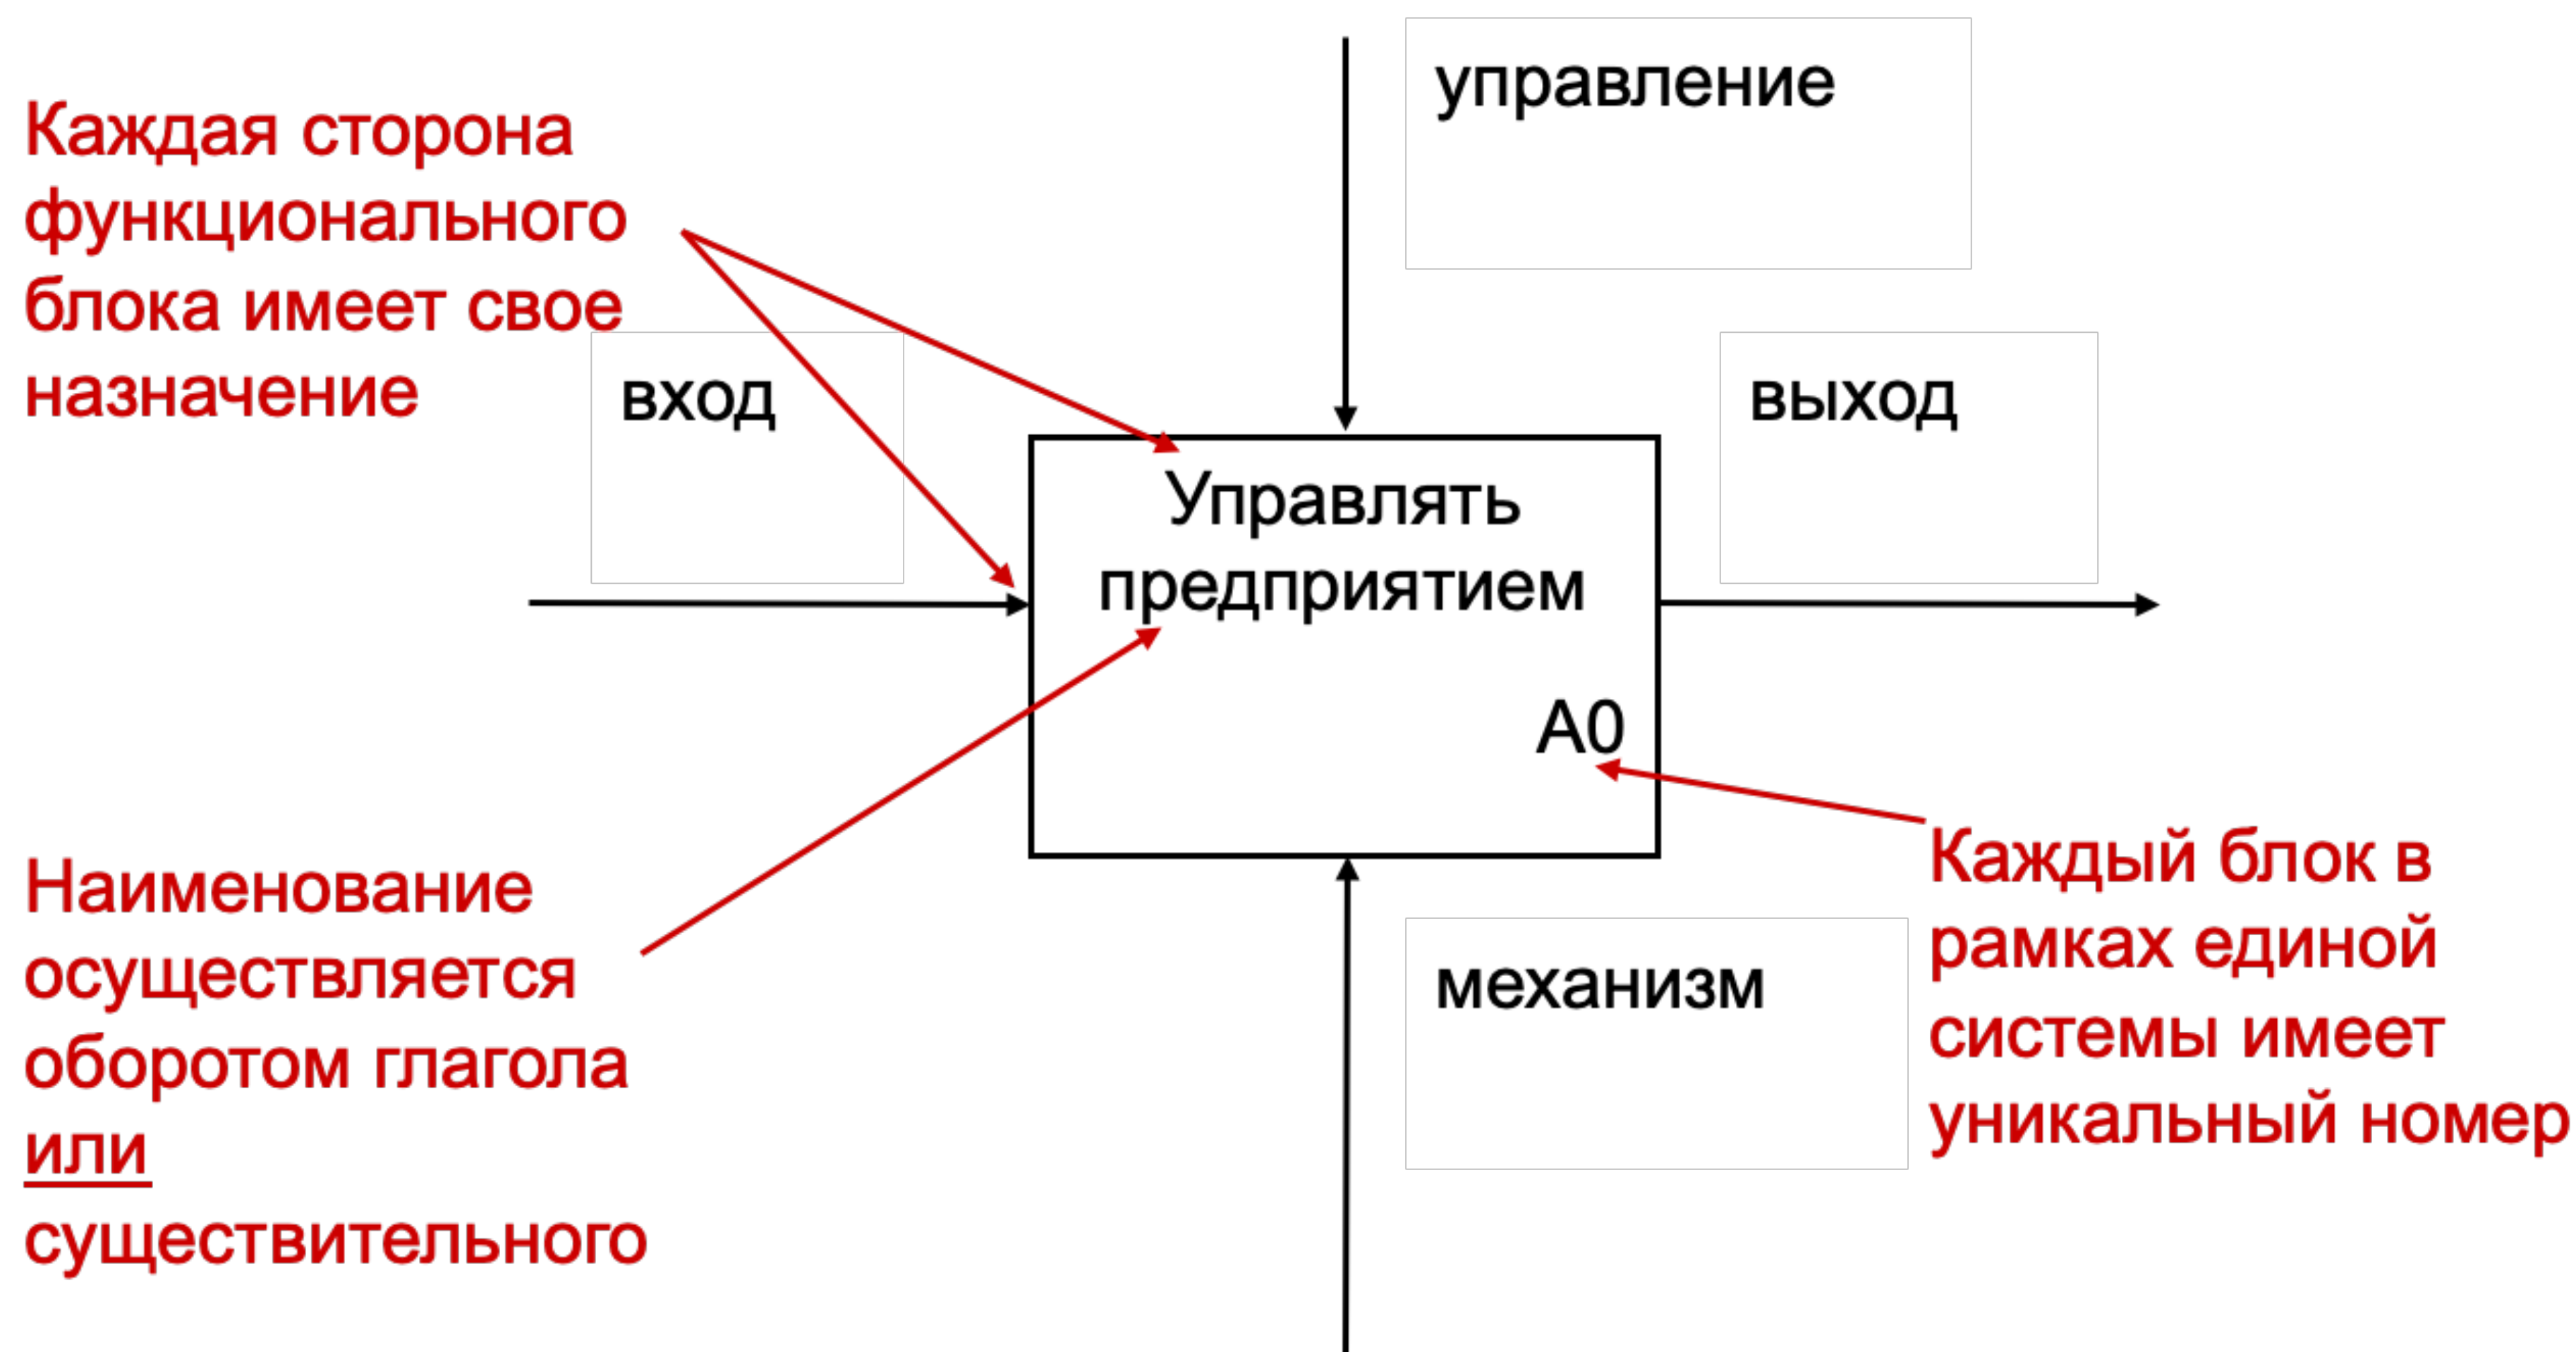 управление
Каждая сторона
функционального
блока имеет свое
назначение
вход
выход
Управлять
предприятием
А0
Наименование
осуществляется
оборотом глагола
или
существительного
механизм
Каждый блок в
рамках единой
системы имеет
уникальный номер